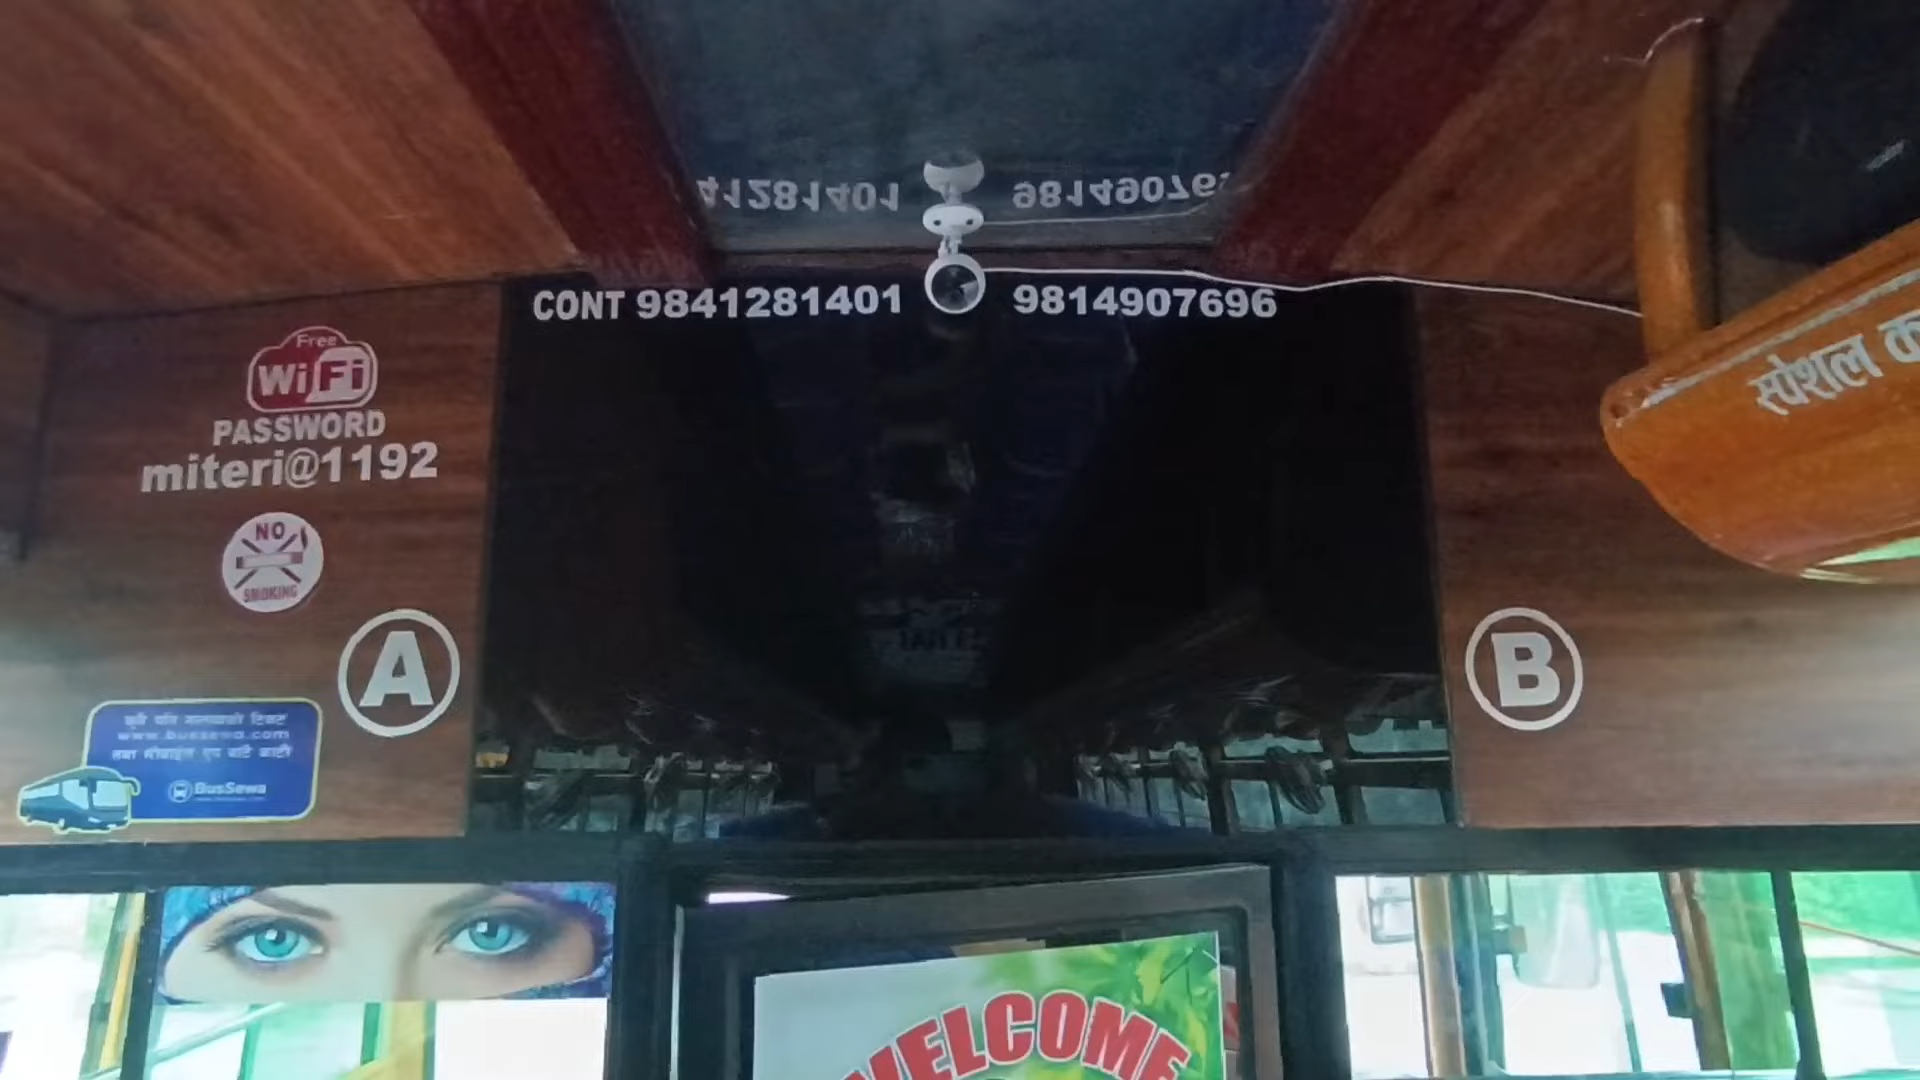 CONT 9841281401 9814907696
Free
WiFi
PASSWORD
miteri@1192
NO
SMOKING
A
B
स्पेशल
www.bussewa.com
BusSewa
WELCOME